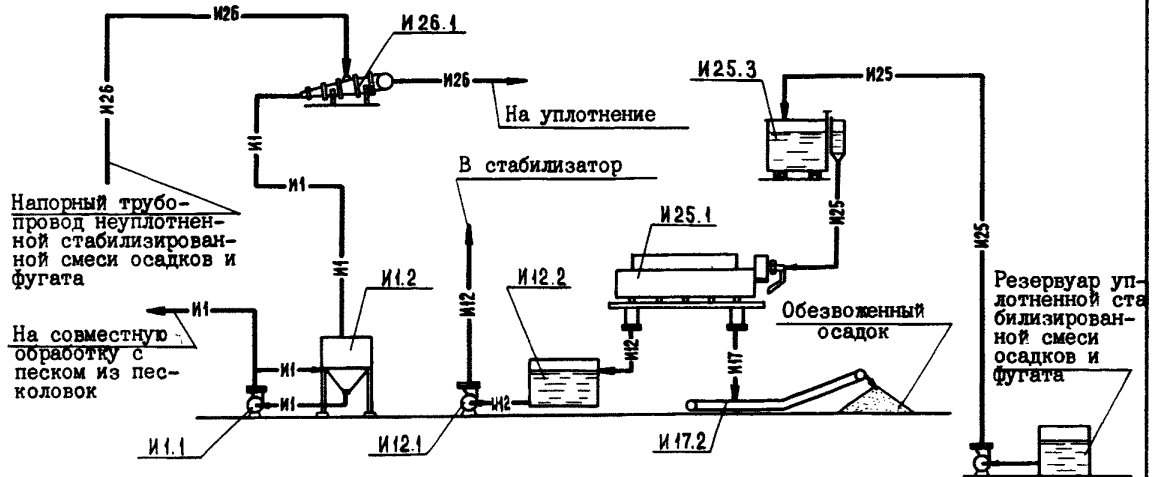 И26
И26.1
И26
И26
На уплотнение
И1
И1
И1
Напорный трубо-
провод неуплотнен-
ной стабилизирован-
ной смеси осадков и
фугата
В стабилизатор
И25.3
И25
И25
И25
И25.1
И1.2
И12.2
И12
И12
И12
И17
Обезвоженный
осадок
Резервуар уп-
лотненной ста
билизирован-
ной смеси
осадков и
фугата
И1
На совместную
обработку с
песком из пес-
коловок
И1
И1
И1.1
И12.1
И17.2